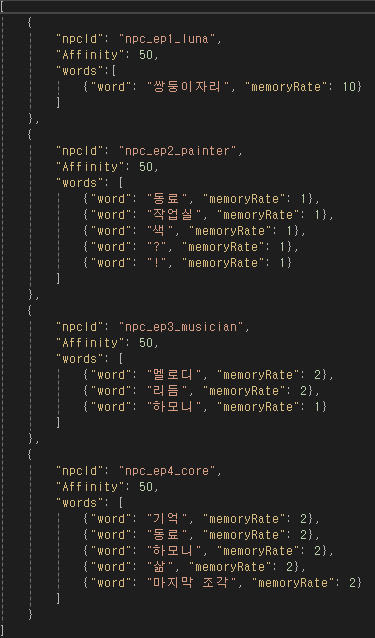 [
{
"npcId": "npc_ep1_luna",
"Affinity": 50,
"words":[
{"word": "쌍둥이자리", "memoryRate": 10}
]
},
{
"npcId": "npc_ep2_painter",
"Affinity": 50,
"words": [
{"word": "동료", "memoryRate": 1},
{"word": "작업실", "memoryRate": 1},
{"word": "색", "memoryRate": 1},
{"word": "?", "memoryRate": 1},
{"word": "!", "memoryRate": 1}
]
},
{
"npcId": "npc_ep3_musician",
"Affinity": 50,
"words": [
{"word": "멜로디", "memoryRate": 2},
{"word": "리듬", "memoryRate": 2},
{"word": "하모니", "memoryRate": 1}
]
},
{
"npcId": "npc_ep4_core",
"Affinity": 50,
"words": [
{"word": "기억", "memoryRate": 2},
{"word": "동료", "memoryRate": 2},
{"word": "하모니", "memoryRate": 2},
{"word": "삶", "memoryRate": 2},
{"word": "마지막 조각", "memoryRate": 2}
]
}
]